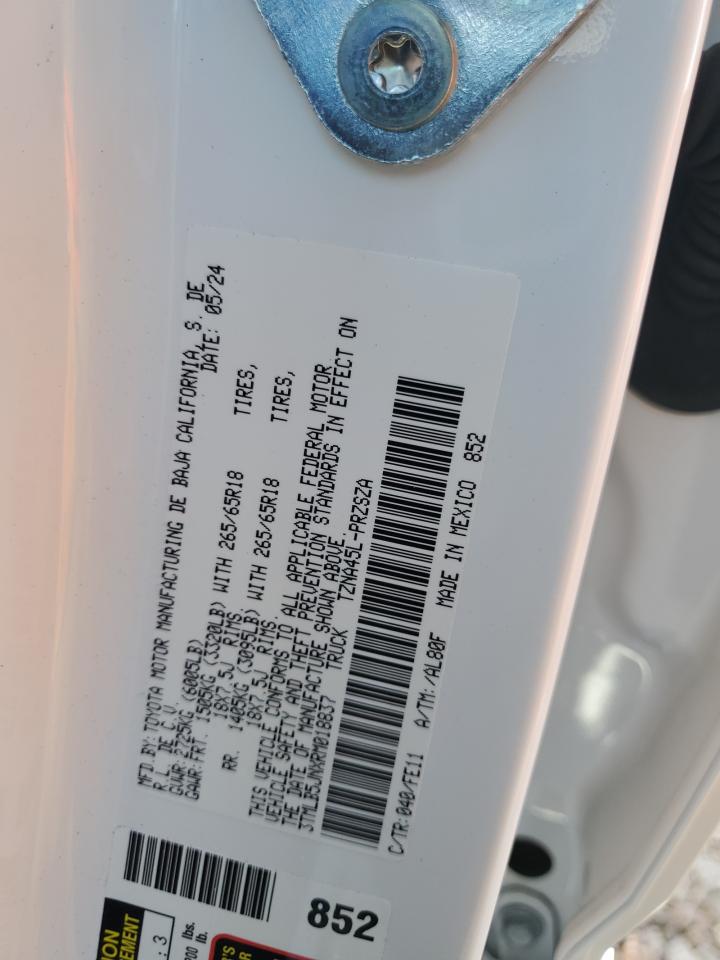 MFD. BY: TOYOTA MOTOR MANUFACTURING DE BAJA CALIFORNIA, S. DE
R.L. DE C.V. DATE: 05/24
GVWR: 2725KG (6005LB)
GAWR: FRT. 1505KG (3320LB) WITH 265/65R18 TIRES,
18X7.5J RIMS
RR. 1405KG (3095LB) WITH 265/65R18 TIRES,
18X7.5J RIMS.
THIS VEHICLE CONFORMS TO ALL APPLICABLE FEDERAL MOTOR
VEHICLE SAFETY AND THEFT PREVENTION STANDARDS IN EFFECT ON
THE DATE OF MANUFACTURE SHOWN ABOVE.
3TMLB5JNXRM018837 TRUCK TZNA45L-PRZSZA
C/TR: 040/FE11 A/TM: /AL80F MADE IN MEXICO 852
852